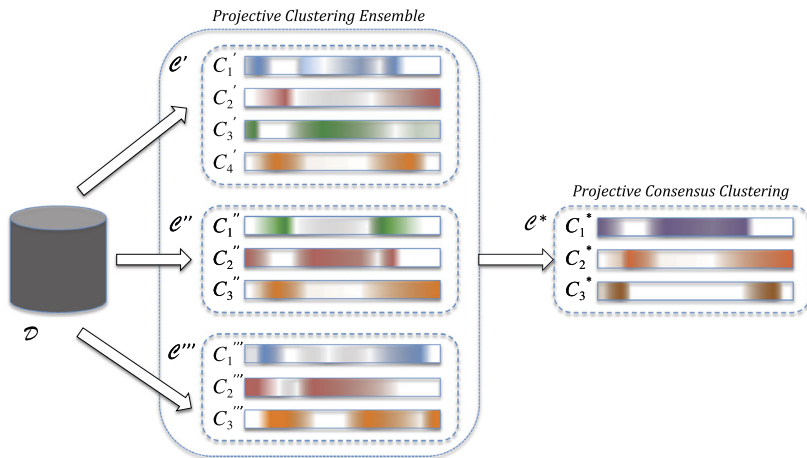 Projective Clustering Ensemble
𝒞'
C₁'
C₂'
C₃'
C₄'
𝒞''
C₁''
C₂''
C₃''
𝒞'''
C₁'''
C₂'''
C₃'''
𝒟
Projective Consensus Clustering
𝒞*
C₁*
C₂*
C₃*